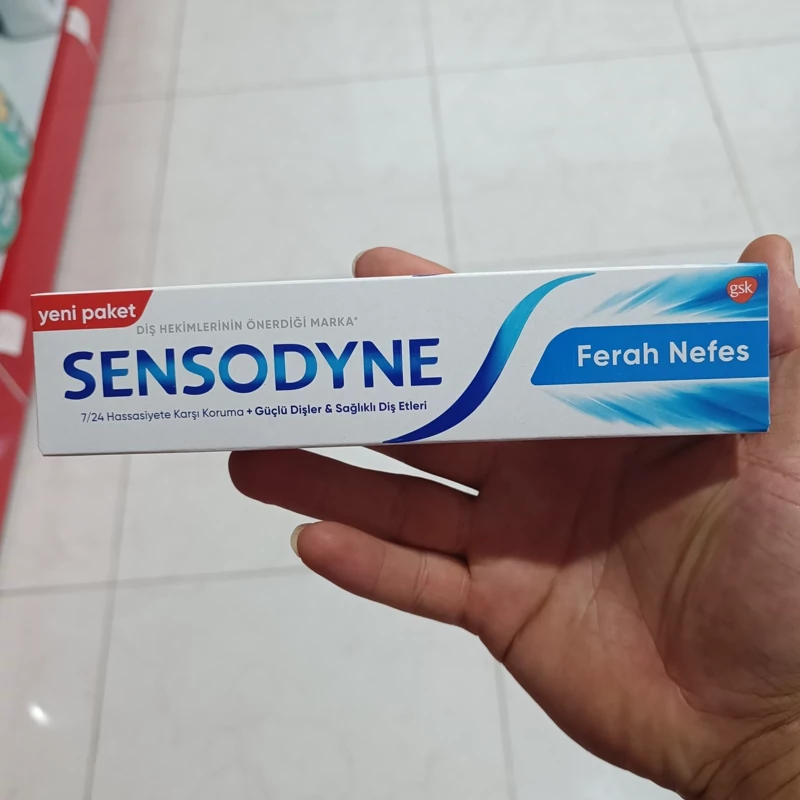 yeni paket
DİŞ HEKİMLERİNİN ÖNERDİĞİ MARKA*
SENSODYNE
7/24 Hassasiyete Karşı Koruma + Güçlü Dişler & Sağlıklı Diş Etleri
gsk
Ferah Nefes